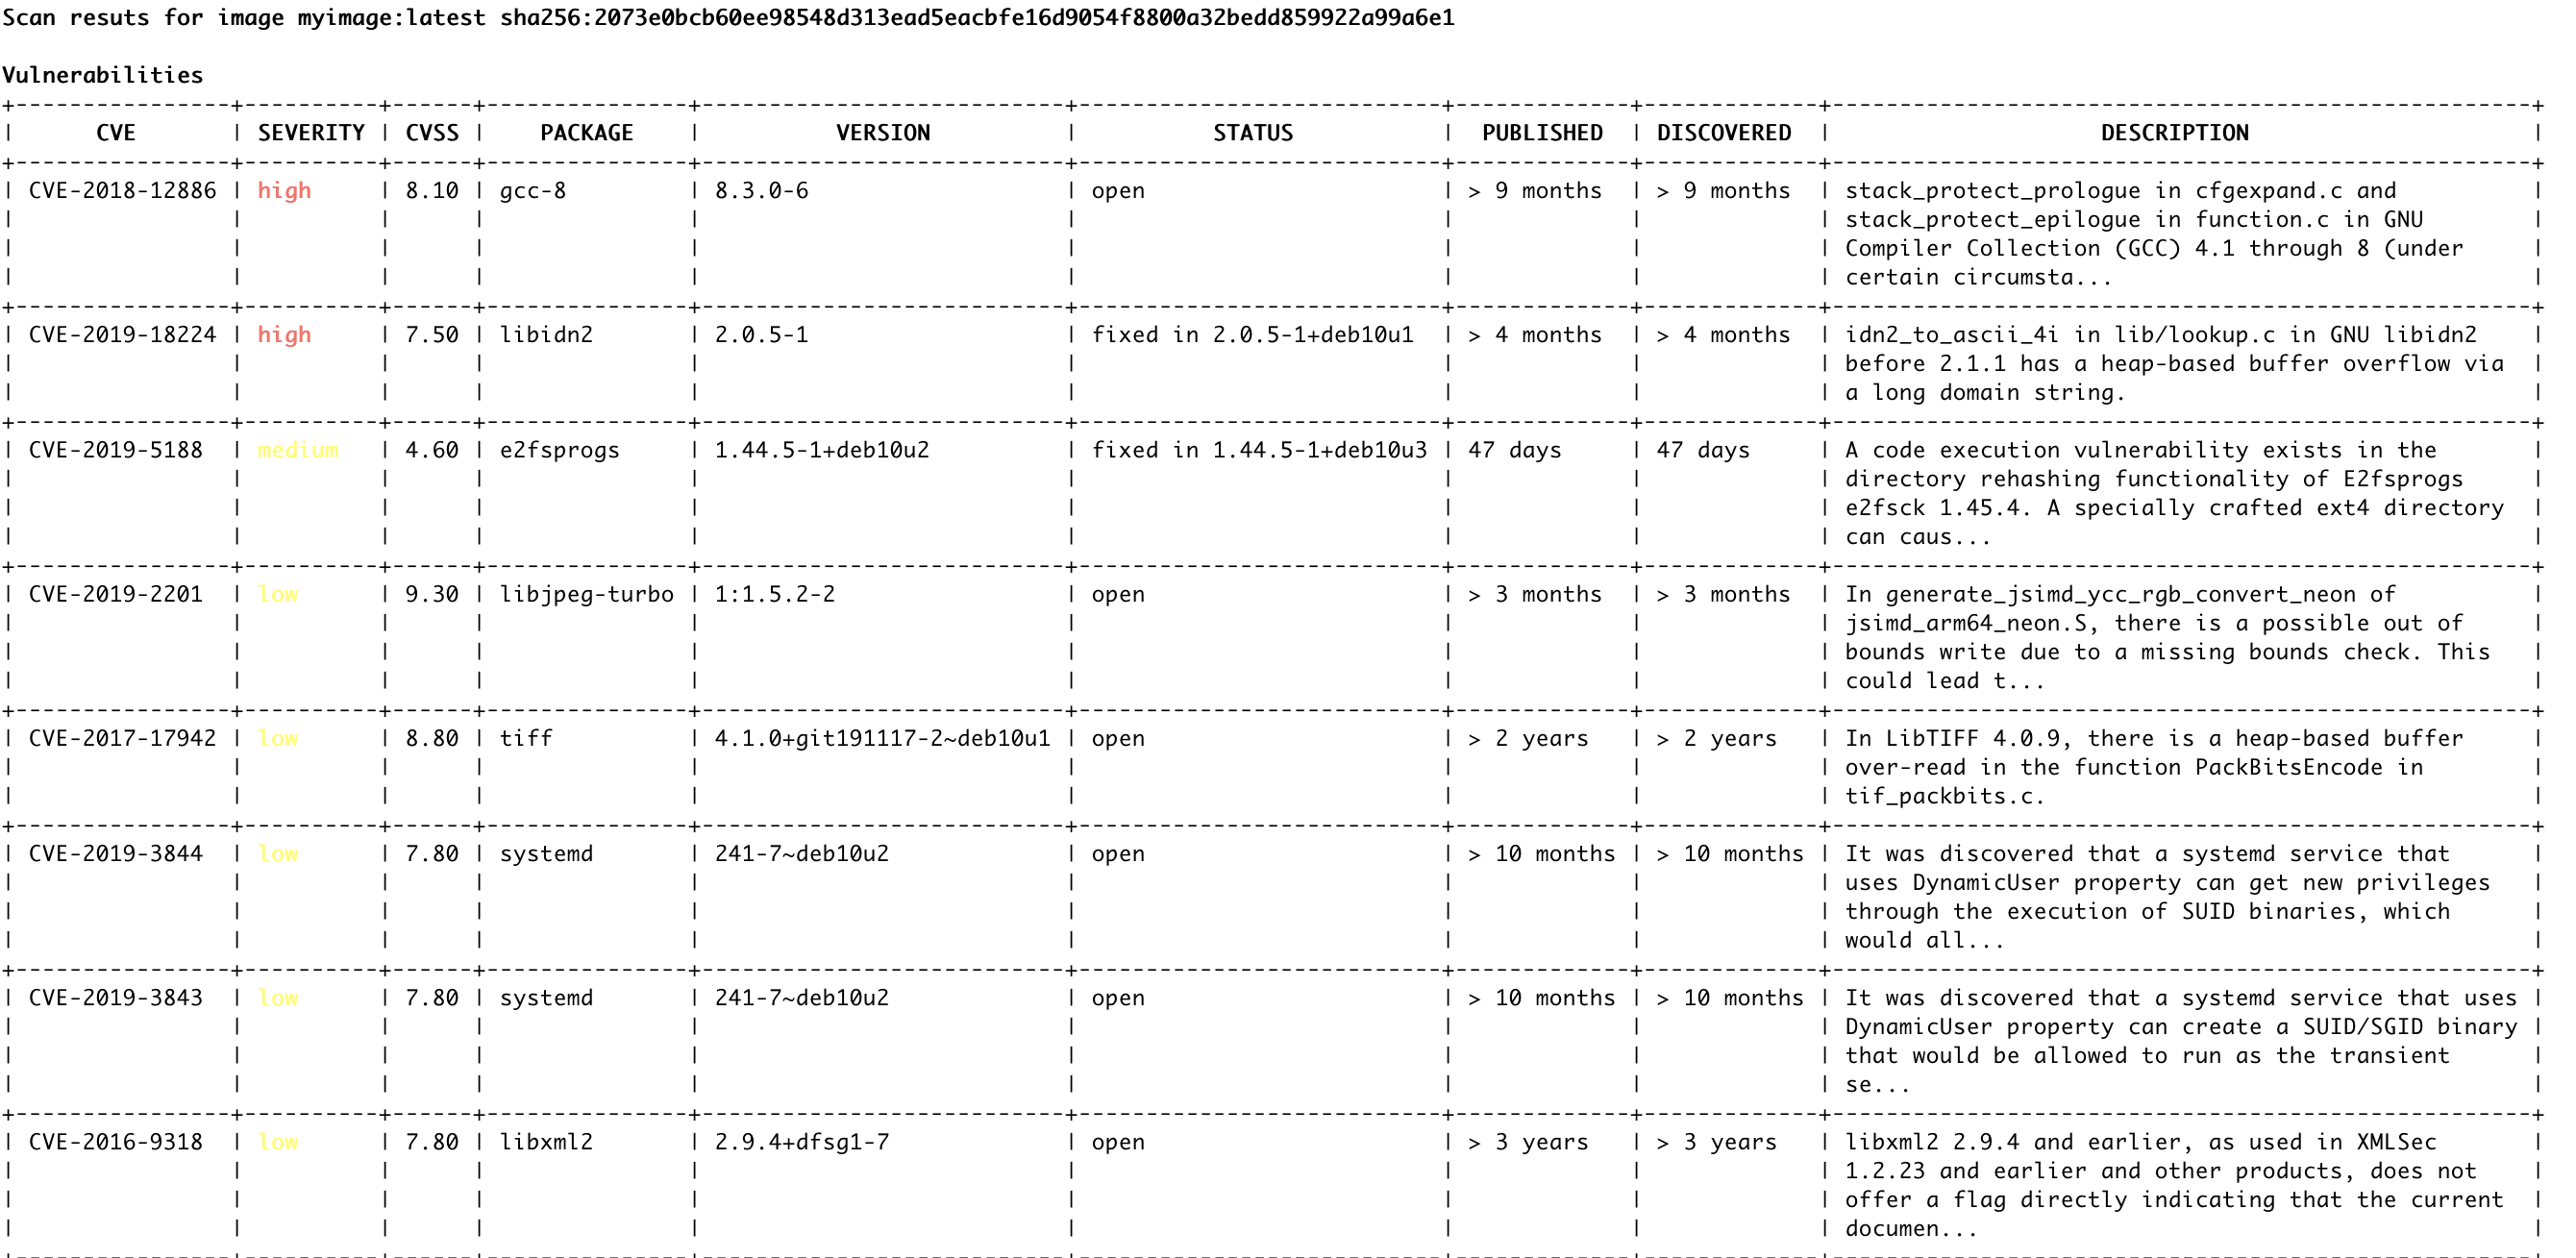 Scan resuts for image myimage:latest sha256:2073e0bcb60ee98548d313ead5eacbfe16d9054f8800a32bedd859922a99a6e1
Vulnerabilities
CVE | SEVERITY | CVSS | PACKAGE | VERSION | STATUS | PUBLISHED | DISCOVERED | DESCRIPTION
CVE-2018-12886 | high | 8.10 | gcc-8 | 8.3.0-6 | open | > 9 months | > 9 months | stack_protect_prologue in cfgexpand.c and
stack_protect_epilogue in function.c in GNU
Compiler Collection (GCC) 4.1 through 8 (under
certain circumsta...
CVE-2019-18224 | high | 7.50 | libidn2 | 2.0.5-1 | fixed in 2.0.5-1+deb10u1 | > 4 months | > 4 months | idn2_to_ascii_4i in lib/lookup.c in GNU libidn2
before 2.1.1 has a heap-based buffer overflow via
a long domain string.
CVE-2019-5188 | medium | 4.60 | e2fsprogs | 1.44.5-1+deb10u2 | fixed in 1.44.5-1+deb10u3 | 47 days | 47 days | A code execution vulnerability exists in the
directory rehashing functionality of E2fsprogs
e2fsck 1.45.4. A specially crafted ext4 directory
can caus...
CVE-2019-2201 | low | 9.30 | libjpeg-turbo | 1:1.5.2-2 | open | > 3 months | > 3 months | In generate_jsimd_ycc_rgb_convert_neon of
jsimd_arm64_neon.S, there is a possible out of
bounds write due to a missing bounds check. This
could lead t...
CVE-2017-17942 | low | 8.80 | tiff | 4.1.0+git191117-2~deb10u1 | open | > 2 years | > 2 years | In LibTIFF 4.0.9, there is a heap-based buffer
over-read in the function PackBitsEncode in
tif_packbits.c.
CVE-2019-3844 | low | 7.80 | systemd | 241-7~deb10u2 | open | > 10 months | > 10 months | It was discovered that a systemd service that
uses DynamicUser property can get new privileges
through the execution of SUID binaries, which
would all...
CVE-2019-3843 | low | 7.80 | systemd | 241-7~deb10u2 | open | > 10 months | > 10 months | It was discovered that a systemd service that uses
DynamicUser property can create a SUID/SGID binary
that would be allowed to run as the transient
se...
CVE-2016-9318 | low | 7.80 | libxml2 | 2.9.4+dfsg1-7 | open | > 3 years | > 3 years | libxml2 2.9.4 and earlier, as used in XMLSec
1.2.23 and earlier and other products, does not
offer a flag directly indicating that the current
documen...